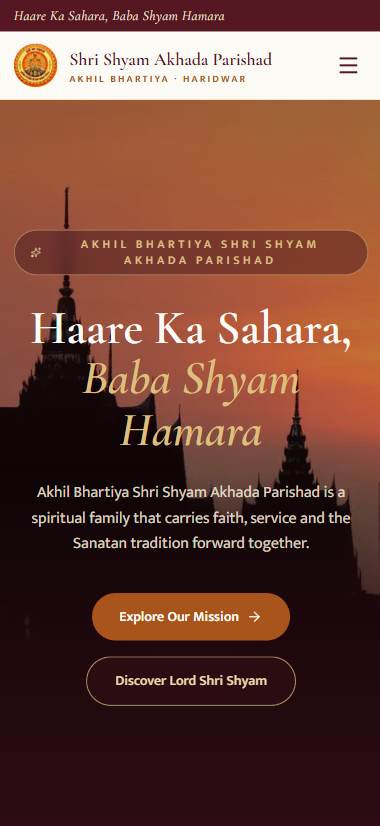 Haare Ka Sahara, Baba Shyam Hamara
Shri Shyam Akhada Parishad
AKHIL BHARTIYA · HARIDWAR
AKHIL BHARTIYA SHRI SHYAM
AKHADA PARISHAD
Haare Ka Sahara,
Baba Shyam
Hamara
Akhil Bhartiya Shri Shyam Akhada Parishad is a
spiritual family that carries faith, service and the
Sanatan tradition forward together.
Explore Our Mission
Discover Lord Shri Shyam